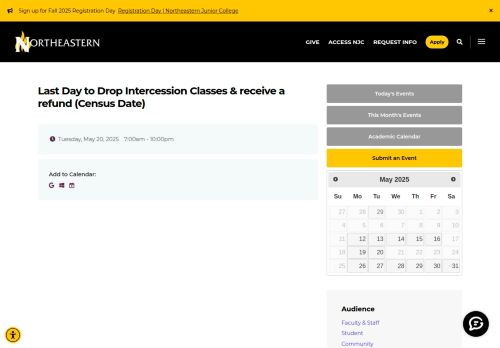 Sign up for Fall 2025 Registration Day Registration Day | Northeastern Junior College ×
NORTHEASTERN
GIVE ACCESS NJC REQUEST INFO Apply
Last Day to Drop Intercession Classes & receive a
refund (Census Date)
Tuesday, May 20, 2025 7:00am - 10:00pm
Add to Calendar:
Today's Events
This Month's Events
Academic Calendar
Submit an Event
May 2025
Su Mo Tu We Th Fr Sa
27 28 29 30 1 2 3
4 5 6 7 8 9 10
11 12 13 14 15 16 17
18 19 20 21 22 23 24
25 26 27 28 29 30 31
Audience
Faculty & Staff
Student
Community